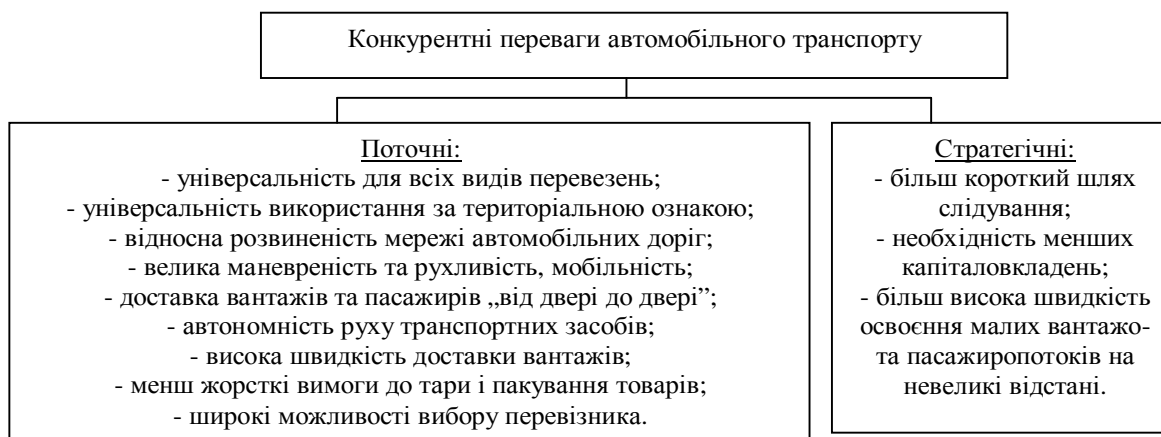 Конкурентні переваги автомобільного транспорту
Поточні:
- універсальність для всіх видів перевезень;
- універсальність використання за територіальною ознакою;
- відносна розвиненість мережі автомобільних доріг;
- велика маневреність та рухливість, мобільність;
- доставка вантажів та пасажирів „від двері до двері”;
- автономність руху транспортних засобів;
- висока швидкість доставки вантажів;
- менш жорсткі вимоги до тари і пакування товарів;
- широкі можливості вибору перевізника.
Стратегічні:
- більш короткий шлях
слідування;
- необхідність менших
капіталовкладень;
- більш висока швидкість
освоєння малих вантажо-
та пасажиропотоків на
невеликі відстані.